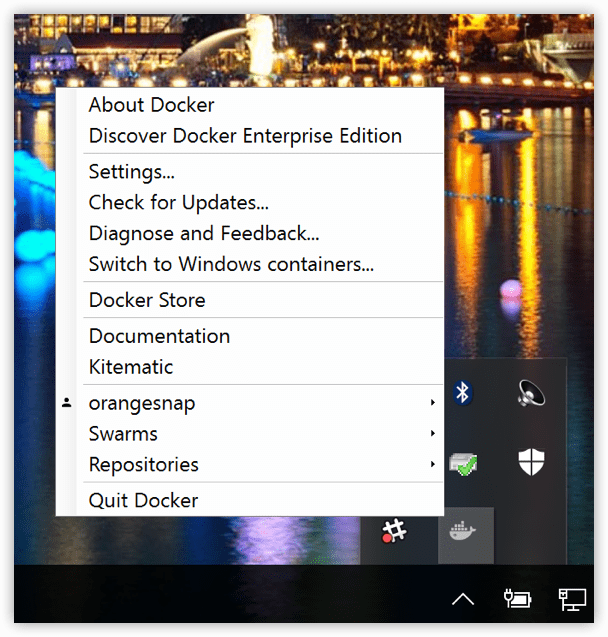 About Docker
Discover Docker Enterprise Edition
Settings...
Check for Updates...
Diagnose and Feedback...
Switch to Windows containers...
Docker Store
Documentation
Kitematic
orangesnap
Swarms
Repositories
Quit Docker